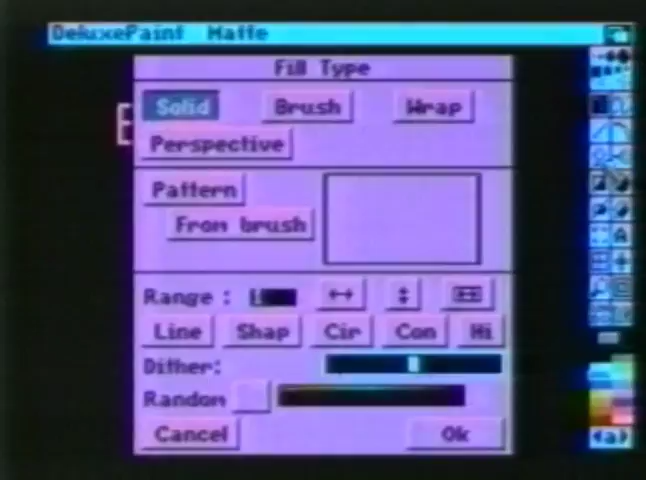 DeluxePaint Matte
Fill Type
Solid Brush Wrap
Perspective
Pattern
From brush
Range :
Line Shap Cir Con Hi
Dither:
Random
Cancel Ok
A
(a)